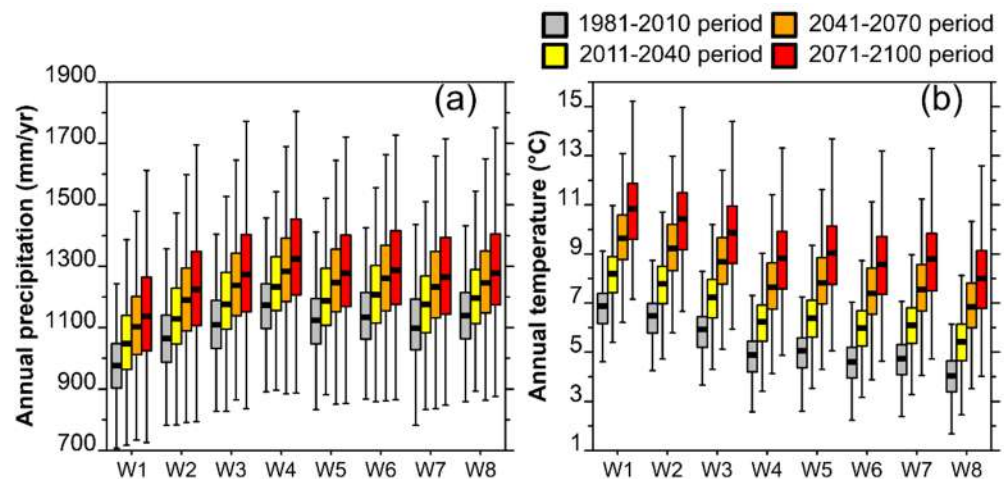 1981-2010 period 2041-2070 period
2011-2040 period 2071-2100 period
(a)
Annual precipitation (mm/yr)
1900
1700
1500
1300
1100
900
700
W1 W2 W3 W4 W5 W6 W7 W8
(b)
Annual temperature (°C)
15
13
11
9
7
5
3
1
W1 W2 W3 W4 W5 W6 W7 W8